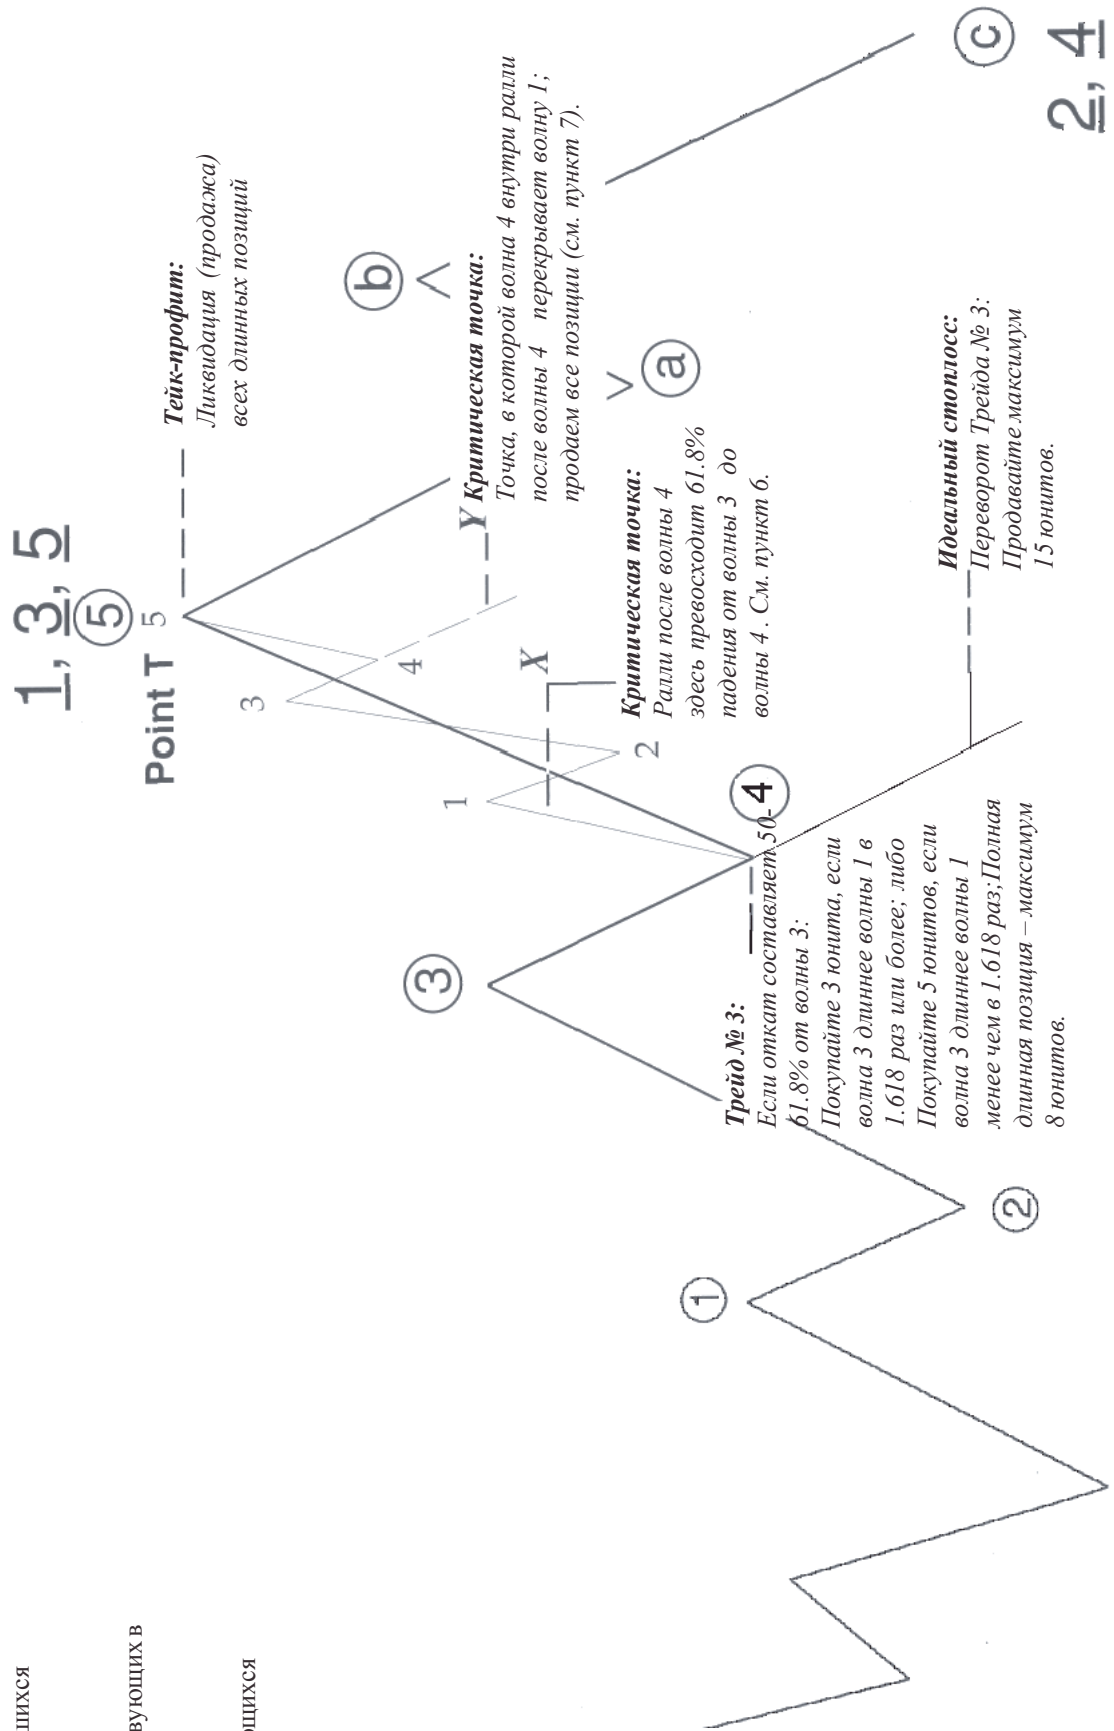 шихся
вующих в
ощихся
1, 3, 5
5
Point T
5
Тейк-профит:
Ликвидация (продажа)
всех длинных позиций
3
4
b
Y
Критическая точка:
Точка, в которой волна 4 внутри ралли
после волны 4 перекрывает волну 1;
продаем все позиции (см. пункт 7).
1
2
X
Критическая точка:
Ралли после волны 4
здесь превосходит 61.8%
падения от волны 3 до
волны 4 . См. пункт 6.
a
3
4
Трейд № 3:
Если откат составляет 50-
61.8% от волны 3:
Покупайте 3 юнита, если
волна 3 длиннее волны 1 в
1.618 раз или более; либо
Покупайте 5 юнитов, если
волна 3 длиннее волны 1
менее чем в 1.618 раз;Полная
длинная позиция – максимум
8 юнитов.
Идеальный стоплосс:
Переворот Трейда № 3:
Продавайте максимум
15 юнитов.
1
2
c
2, 4